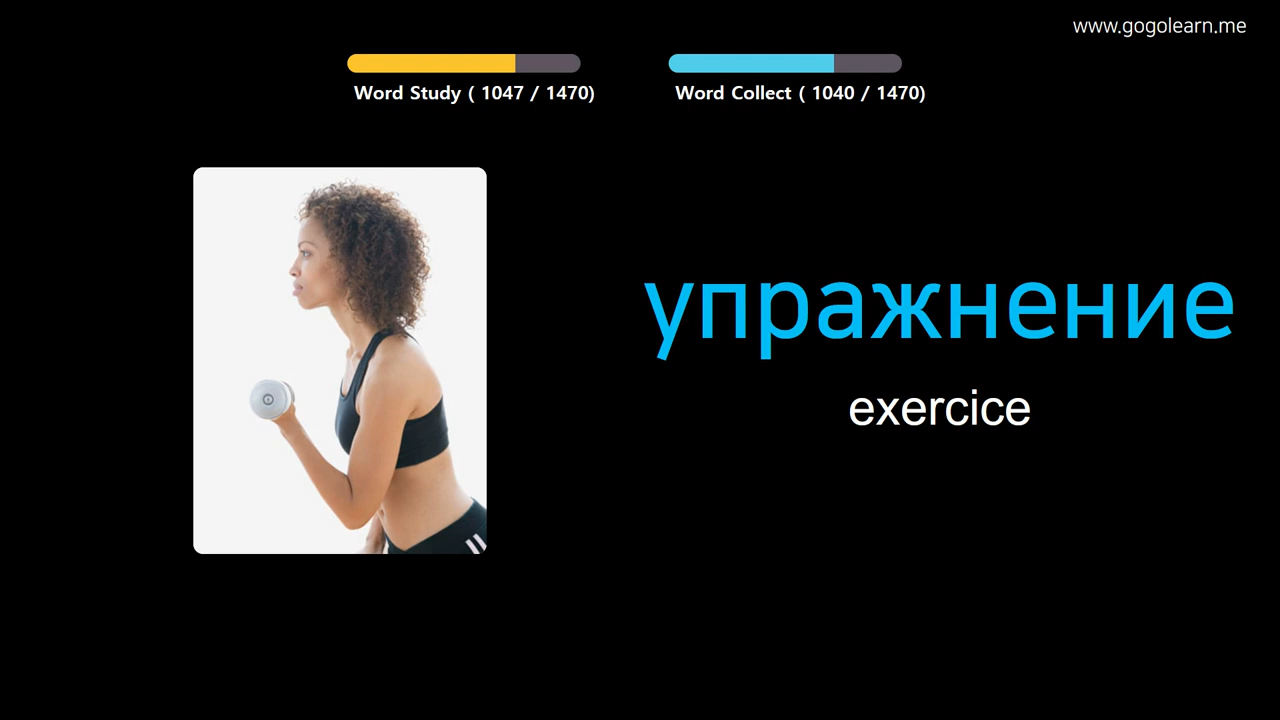 www.gogolearn.me
Word Study ( 1047 / 1470)
Word Collect ( 1040 / 1470)
упражнение
exercice